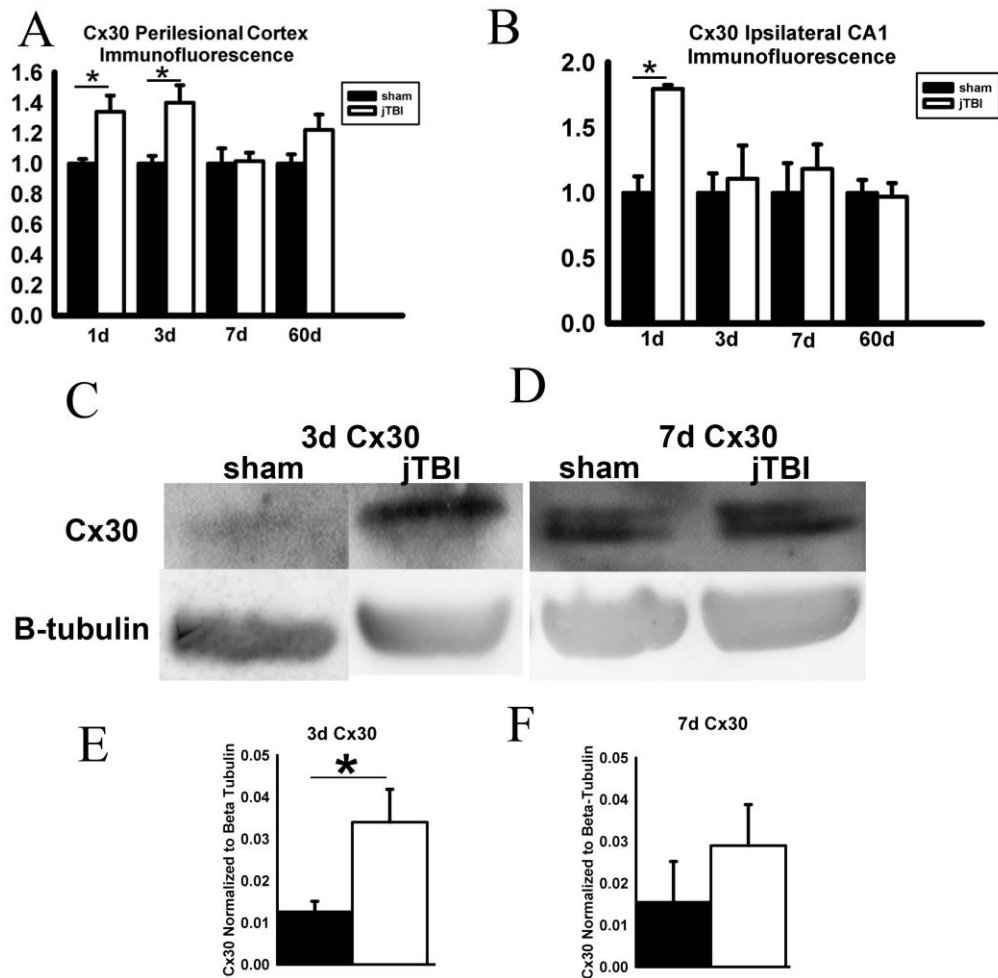 A
Cx30 Perilesional Cortex
Immunofluorescence
1.6
1.4
1.2
1.0
0.8
0.6
0.4
0.2
0.0
*
*
sham
jTBI
1d 3d 7d 60d
B
Cx30 Ipsilateral CA1
Immunofluorescence
2.0
1.5
1.0
0.5
0.0
*
sham
jTBI
1d 3d 7d 60d
C
3d Cx30
sham jTBI
D
7d Cx30
sham jTBI
Cx30
B-tubulin
E
3d Cx30
Cx30 Normalized to Beta Tubulin
0.05
0.04
0.03
0.02
0.01
0.00
*
F
7d Cx30
Cx30 Normalized to Beta-Tubulin
0.05
0.04
0.03
0.02
0.01
0.00